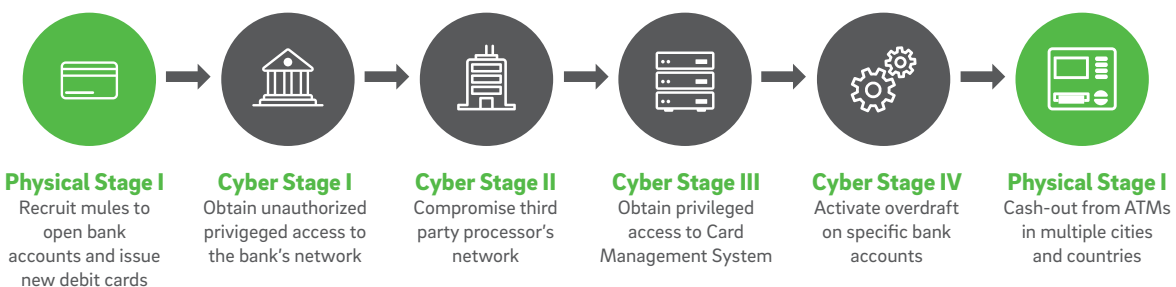 Physical Stage I
Recruit mules to
open bank
accounts and issue
new debit cards
Cyber Stage I
Obtain unauthorized
privigeged access to
the bank's network
Cyber Stage II
Compromise third
party processor's
network
Cyber Stage III
Obtain privileged
access to Card
Management System
Cyber Stage IV
Activate overdraft
on specific bank
accounts
Physical Stage I
Cash-out from ATMs
in multiple cities
and countries